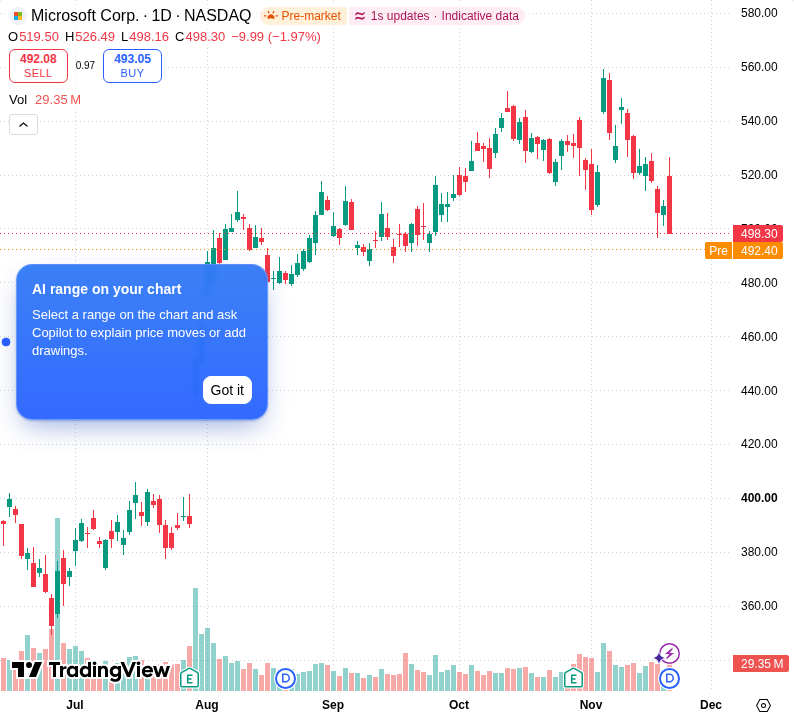 Microsoft Corp. · 1D · NASDAQ
Pre-market
1s updates · Indicative data
O519.50 H526.49 L498.16 C498.30 −9.99 (−1.97%)
492.08
SELL
0.97
493.05
BUY
Vol 29.35 M
580.00
560.00
540.00
520.00
498.30
Pre 492.40
480.00
460.00
440.00
420.00
400.00
380.00
360.00
29.35 M
AI range on your chart
Select a range on the chart and ask
Copilot to explain price moves or add
drawings.
Got it
TradingView
E
D
E
D
Jul
Aug
Sep
Oct
Nov
Dec